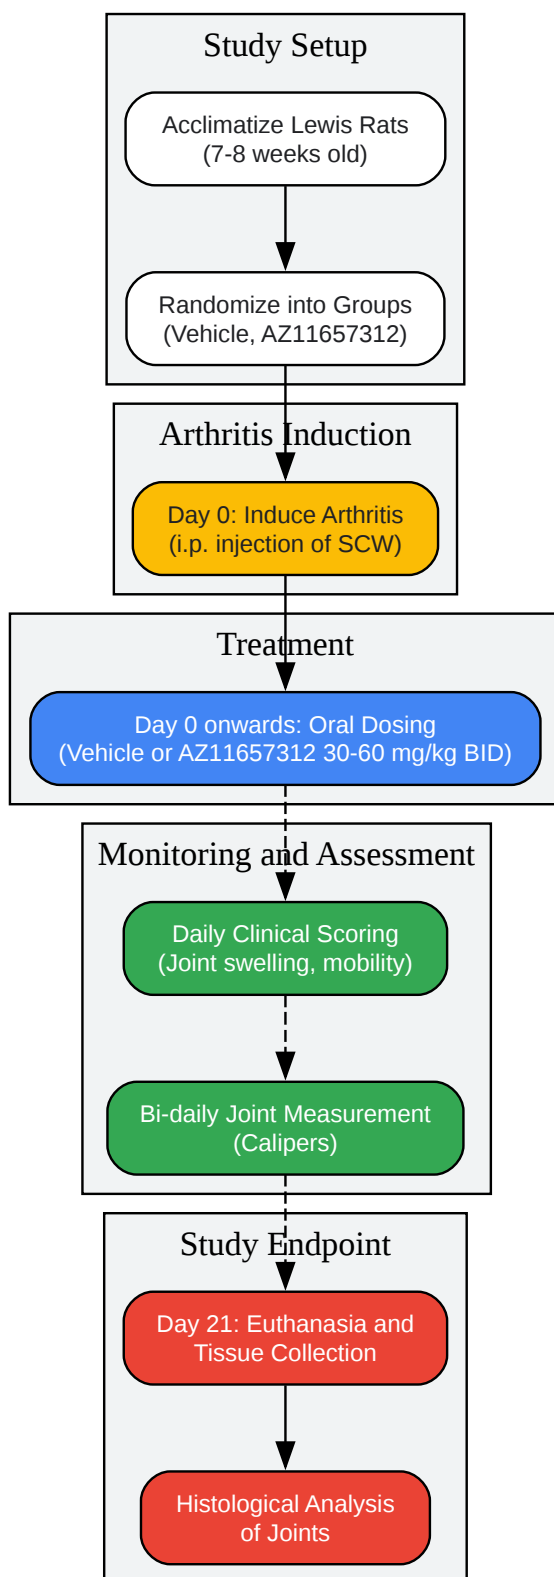 Study Setup
Acclimatize Lewis Rats
(7-8 weeks old)
Randomize into Groups
(Vehicle, AZ11657312)
Arthritis Induction
Day 0: Induce Arthritis
(i.p. injection of SCW)
Treatment
Day 0 onwards: Oral Dosing
(Vehicle or AZ11657312 30-60 mg/kg BID)
Monitoring and Assessment
Daily Clinical Scoring
(Joint swelling, mobility)
Bi-daily Joint Measurement
(Calipers)
Study Endpoint
Day 21: Euthanasia and
Tissue Collection
Histological Analysis
of Joints